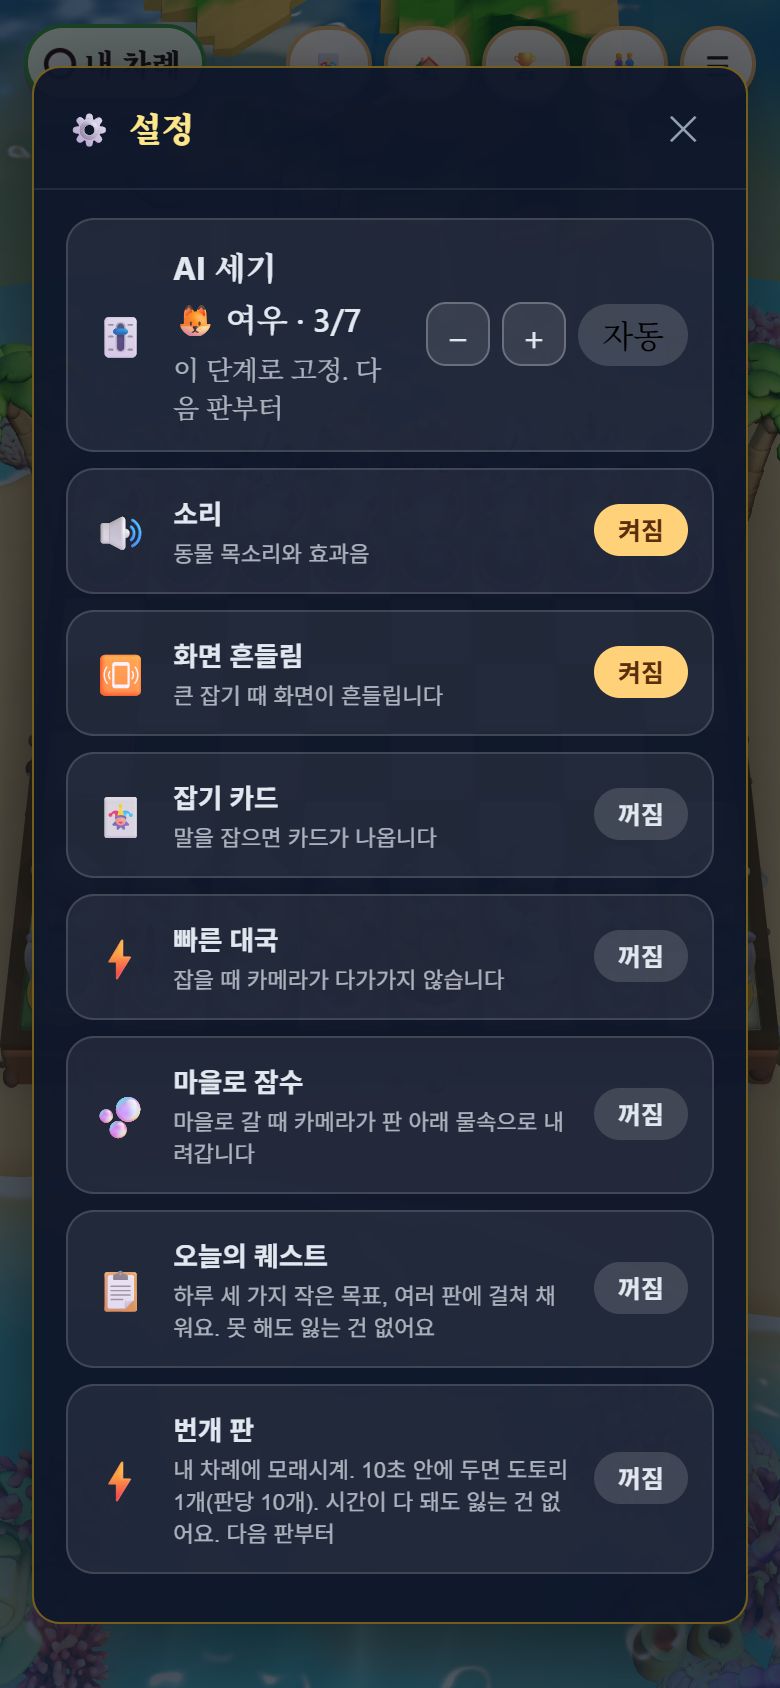 내 차례
설정
AI 세기
여우 · 3/7
이 단계로 고정. 다
음 판부터
− + 자동
소리
동물 목소리와 효과음
켜짐
화면 흔들림
큰 잡기 때 화면이 흔들립니다
켜짐
잡기 카드
말을 잡으면 카드가 나옵니다
꺼짐
빠른 대국
잡을 때 카메라가 다가가지 않습니다
꺼짐
마을로 잠수
마을로 갈 때 카메라가 판 아래 물속으로 내
려갑니다
꺼짐
오늘의 퀘스트
하루 세 가지 작은 목표, 여러 판에 걸쳐 채
워요. 못 해도 잃는 건 없어요
꺼짐
번개 판
내 차례에 모래시계. 10초 안에 두면 도토리
1개(판당 10개). 시간이 다 돼도 잃는 건 없
어요. 다음 판부터
꺼짐